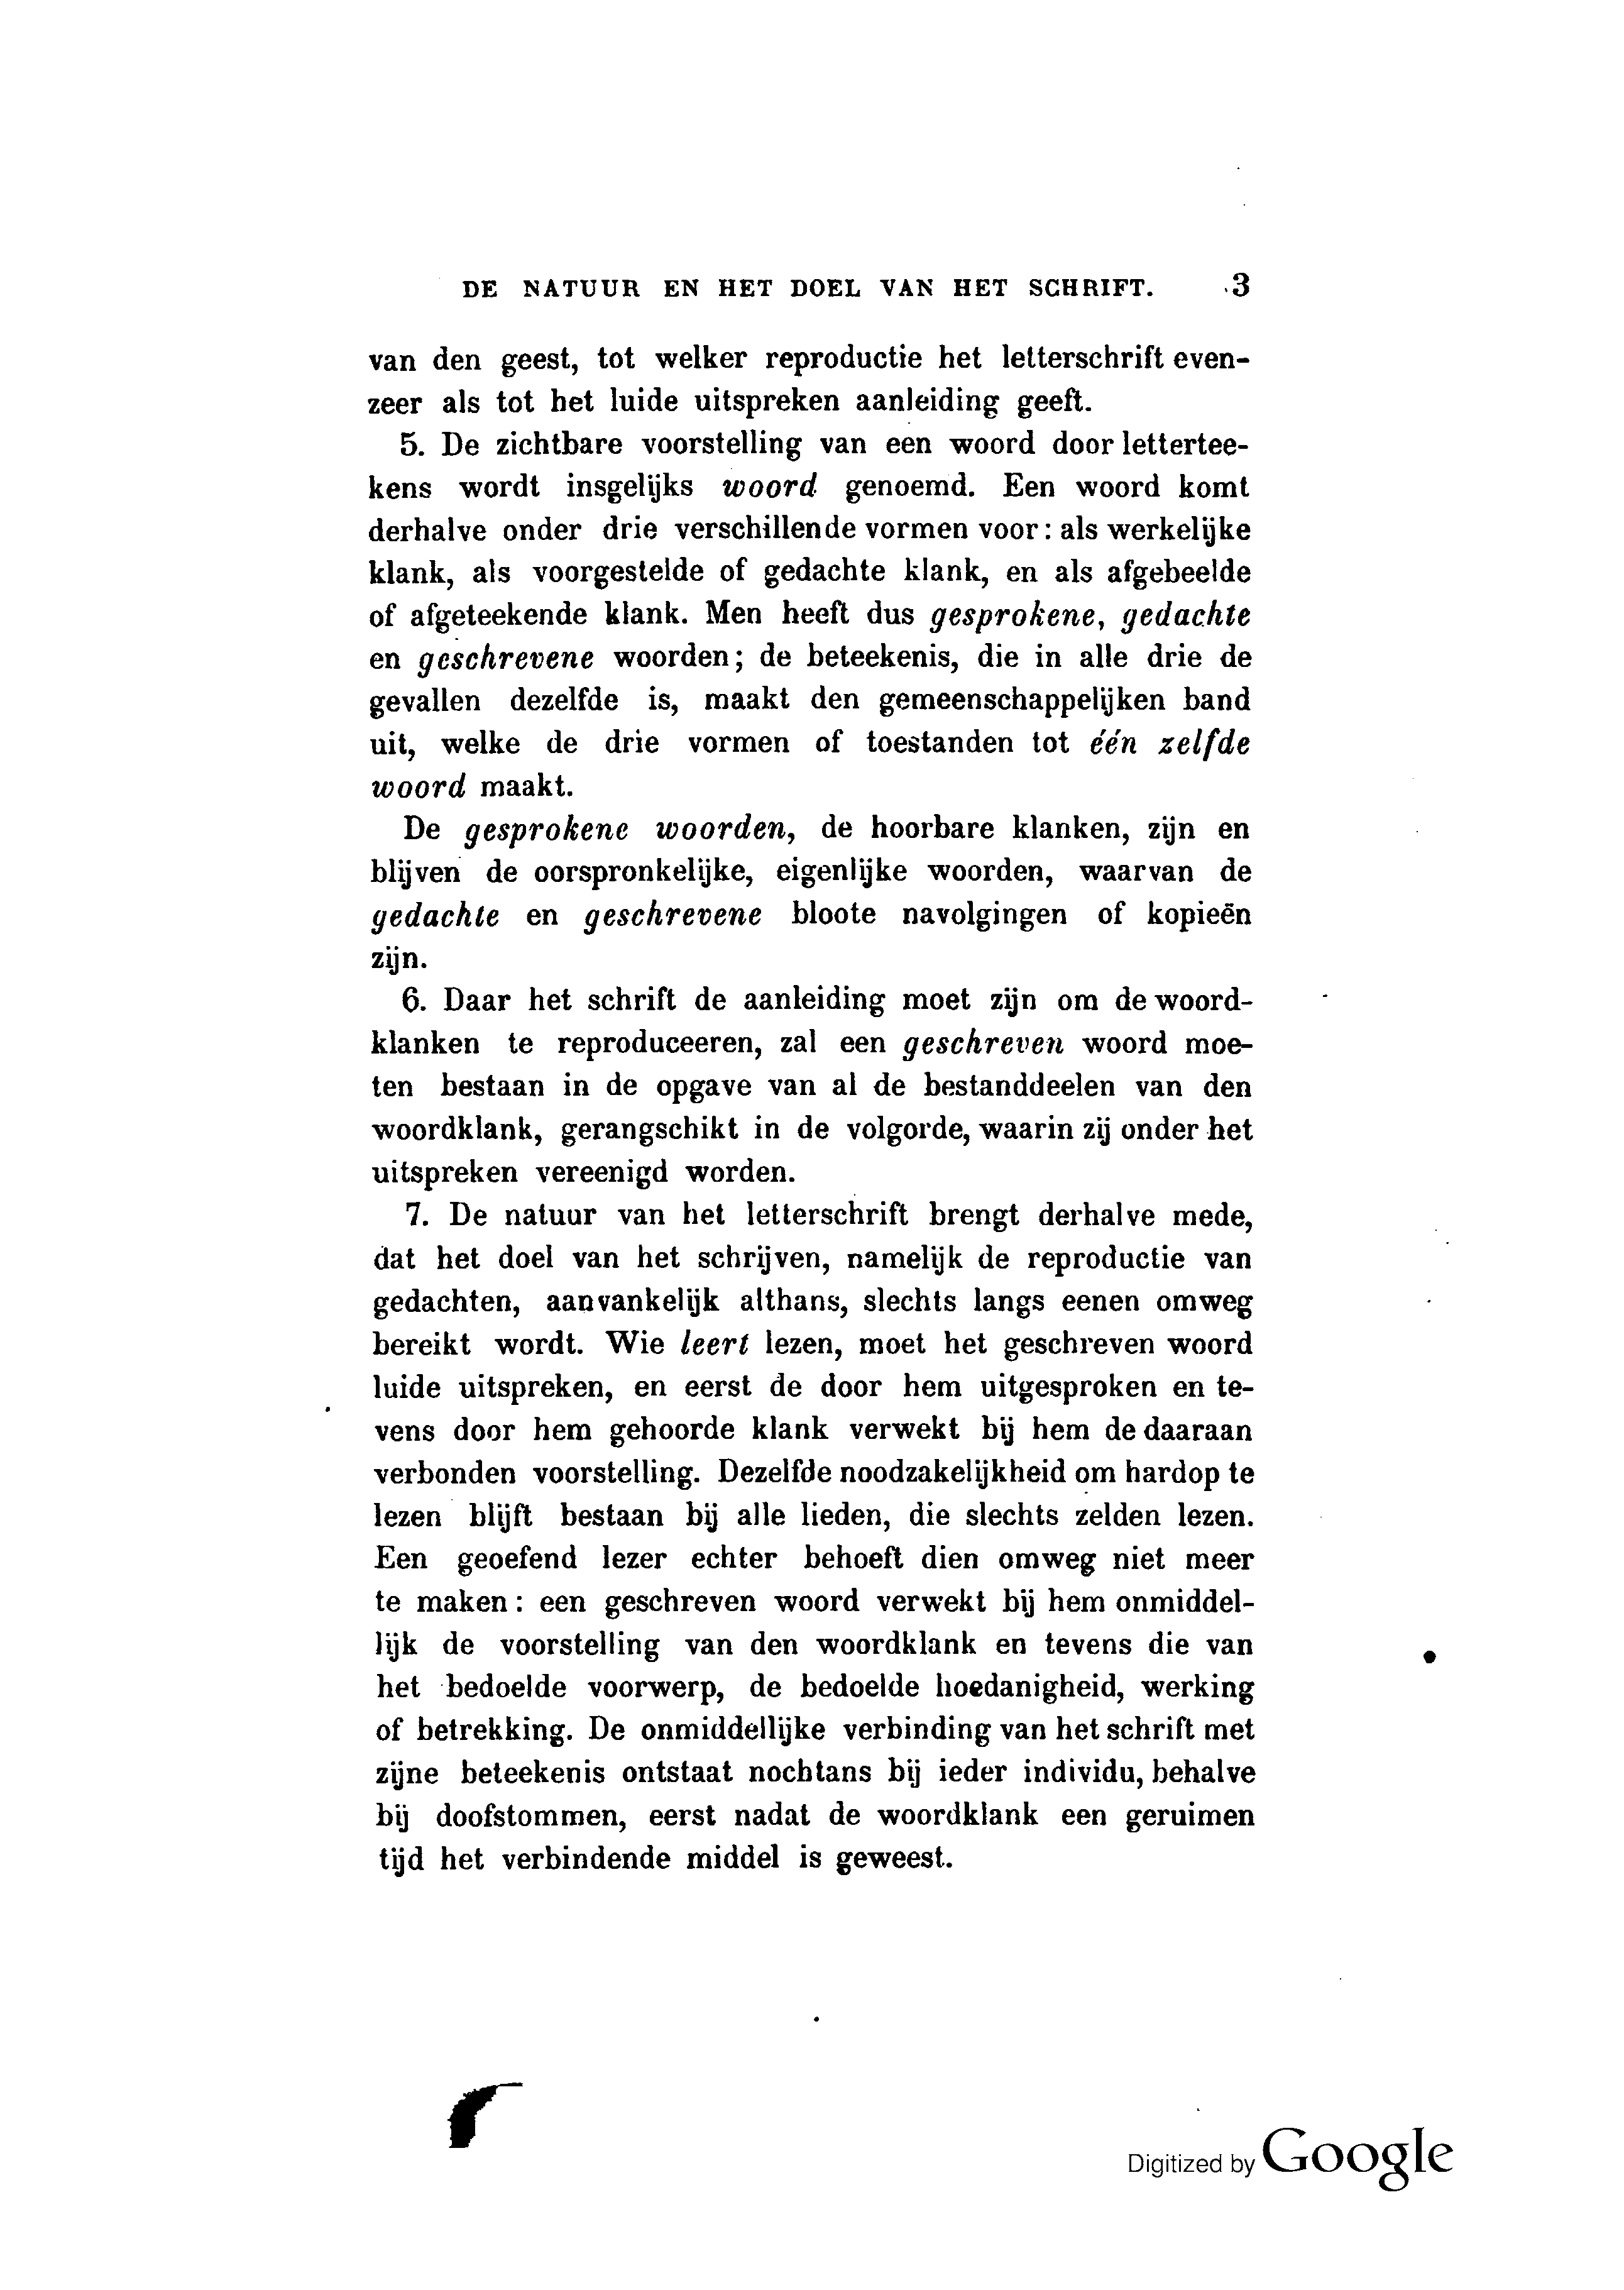 DE NATUUR EN HET DOEL VAN HET SCHRIFT. 3
van den geest, tot welker reproductie het letterschrift even-
zeer als tot het luide uitspreken aanleiding geeft.
5. De zichtbare voorstelling van een woord door lettertee-
kens wordt insgelijks woord genoemd. Een woord komt
derhalve onder drie verschillende vormen voor: als werkelijke
klank, als voorgestelde of gedachte klank, en als afgebeelde
of afgeteekende klank. Men heeft dus gesprokene, gedachte
en geschrevene woorden; de beteekenis, die in alle drie de
gevallen dezelfde is, maakt den gemeenschappelijken band
uit, welke de drie vormen of toestanden tot één zelfde
woord maakt.
De gesprokene woorden, de hoorbare klanken, zijn en
blijven de oorspronkelijke, eigenlijke woorden, waarvan de
gedachte en geschrevene bloote navolgingen of kopieën
zijn.
6. Daar het schrift de aanleiding moet zijn om de woord-
klanken te reproduceeren, zal een geschreven woord moe-
ten bestaan in de opgave van al de bestanddeelen van den
woordklank, gerangschikt in de volgorde, waarin zij onder het
uitspreken vereenigd worden.
7. De natuur van het letterschrift brengt derhalve mede,
dat het doel van het schrijven, namelijk de reproductie van
gedachten, aanvankelijk althans, slechts langs eenen omweg
bereikt wordt. Wie leert lezen, moet het geschreven woord
luide uitspreken, en eerst de door hem uitgesproken en te-
vens door hem gehoorde klank verwekt bij hem de daaraan
verbonden voorstelling. Dezelfde noodzakelijkheid om hardop te
lezen blijft bestaan bij alle lieden, die slechts zelden lezen.
Een geoefend lezer echter behoeft dien omweg niet meer
te maken: een geschreven woord verwekt bij hem onmiddel-
lijk de voorstelling van den woordklank en tevens die van
het bedoelde voorwerp, de bedoelde hoedanigheid, werking
of betrekking. De onmiddellijke verbinding van het schrift met
zijne beteekenis ontstaat nochtans bij ieder individu, behalve
bij doofstommen, eerst nadat de woordklank een geruimen
tijd het verbindende middel is geweest.
Digitized by Google